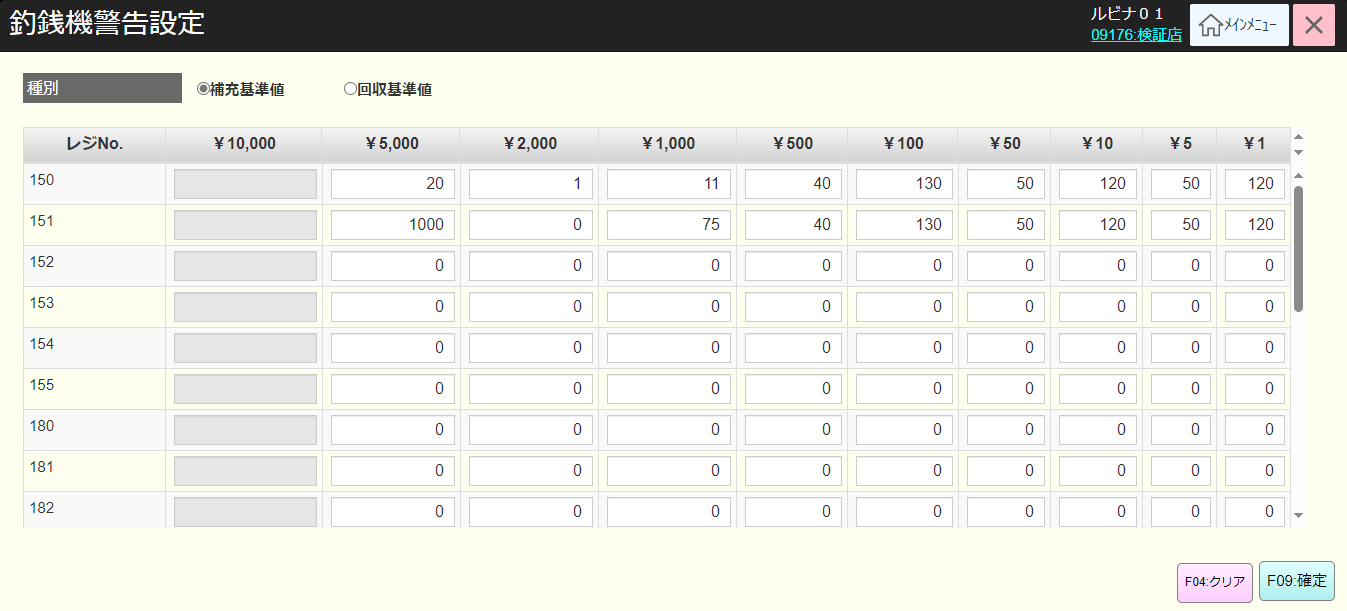 釣銭機警告設定
ルビナ０１
09176:検証店
メインメニュー
種別
補充基準値 回収基準値
レジNo. ￥10,000 ￥5,000 ￥2,000 ￥1,000 ￥500 ￥100 ￥50 ￥10 ￥5 ￥1
150 20 1 11 40 130 50 120 50 120
151 1000 0 75 40 130 50 120 50 120
152 0 0 0 0 0 0 0 0 0
153 0 0 0 0 0 0 0 0 0
154 0 0 0 0 0 0 0 0 0
155 0 0 0 0 0 0 0 0 0
180 0 0 0 0 0 0 0 0 0
181 0 0 0 0 0 0 0 0 0
182 0 0 0 0 0 0 0 0 0
F04:クリア F09:確定